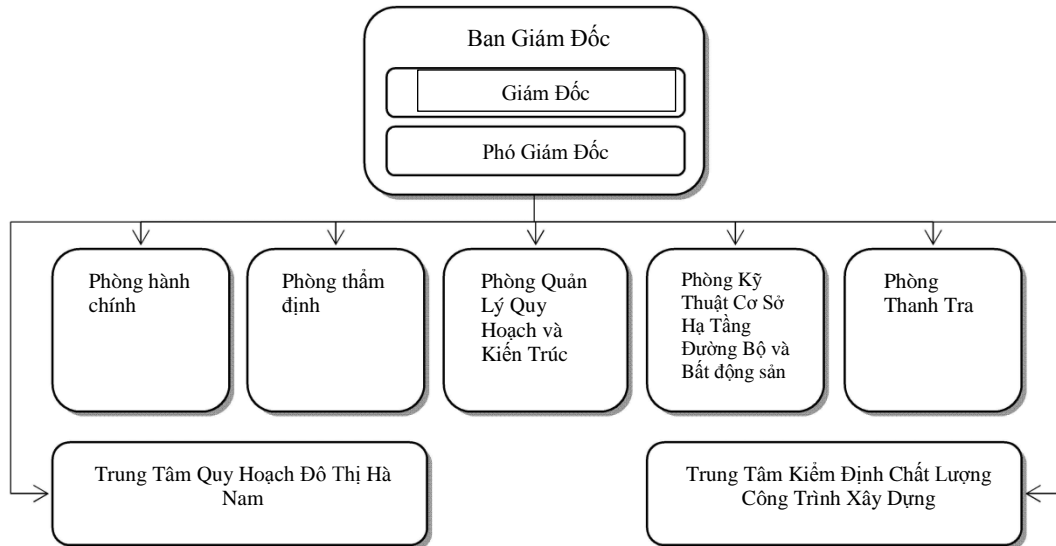 Ban Giám Đốc
Giám Đốc
Phó Giám Đốc
Phòng hành
chính
Phòng thẩm
định
Phòng Quản
Lý Quy
Hoạch và
Kiến Trúc
Phòng Kỹ
Thuật Cơ Sở
Hạ Tầng
Đường Bộ và
Bất động sản
Phòng
Thanh Tra
Trung Tâm Quy Hoạch Đô Thị Hà
Nam
Trung Tâm Kiểm Định Chất Lượng
Công Trình Xây Dựng